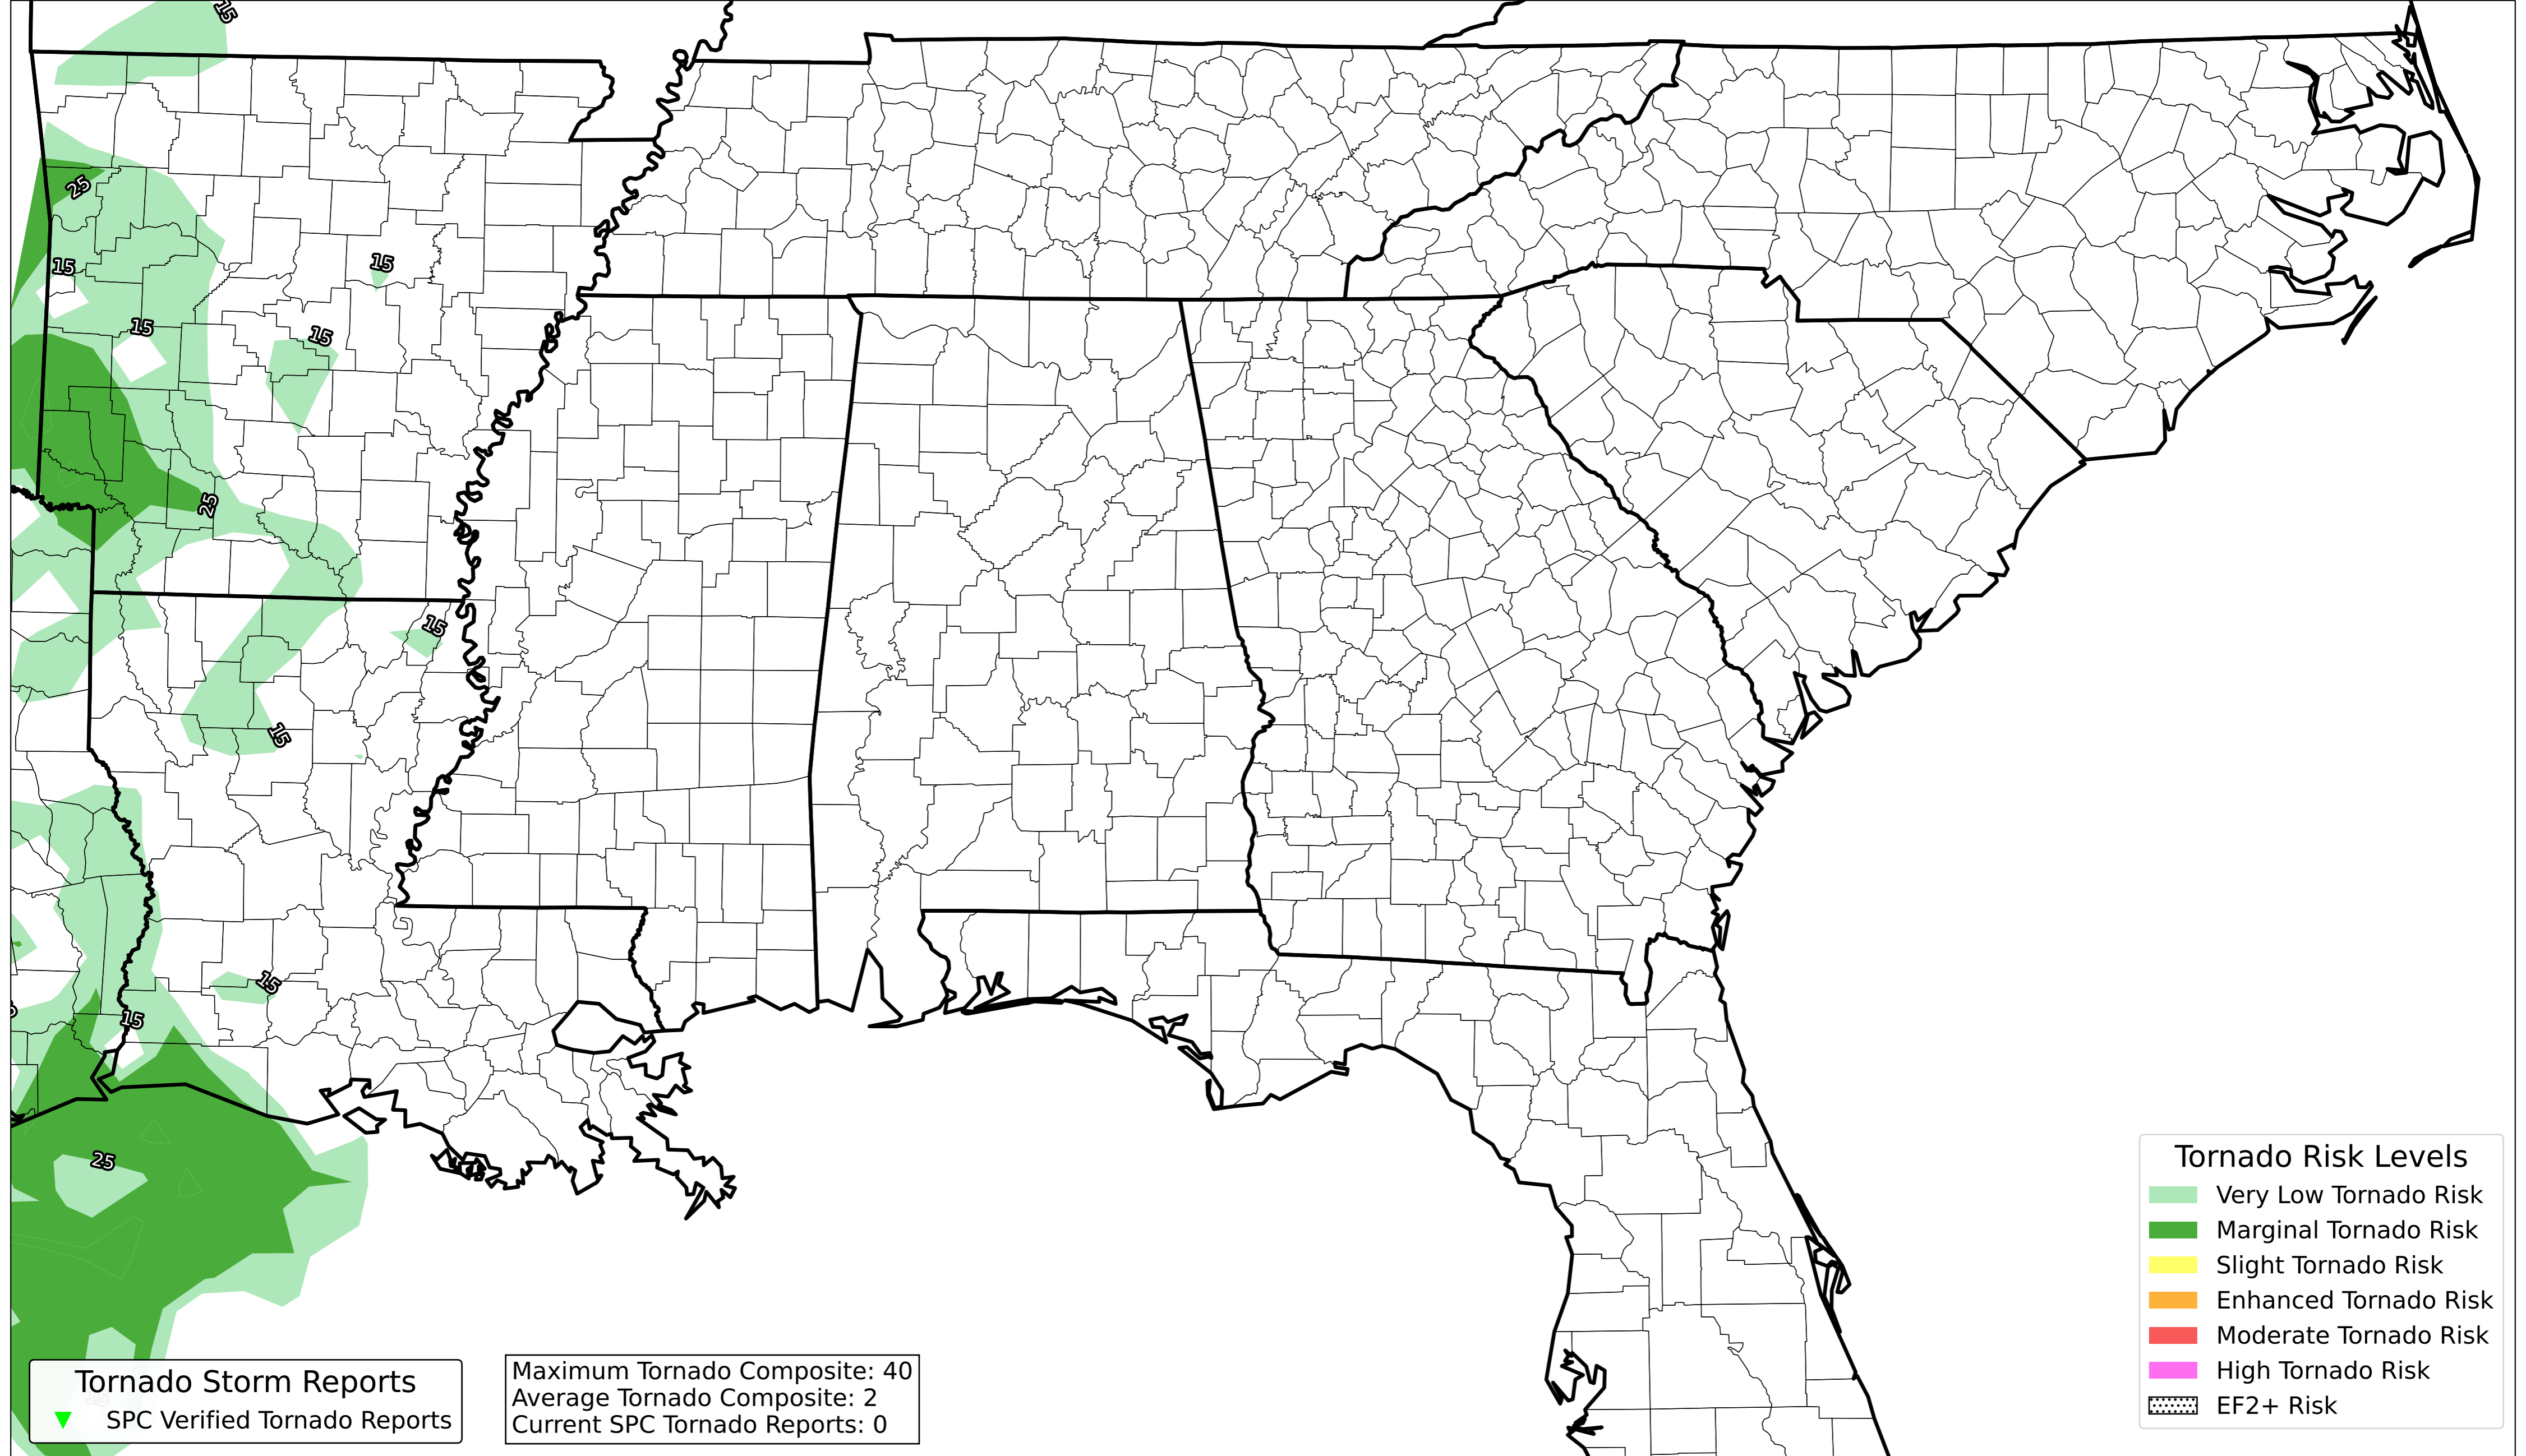 15
25
15
15
15
15
25
15
15
15
15
25
Tornado Risk Levels
Very Low Tornado Risk
Marginal Tornado Risk
Slight Tornado Risk
Enhanced Tornado Risk
Moderate Tornado Risk
High Tornado Risk
EF2+ Risk
Maximum Tornado Composite: 40
Average Tornado Composite: 2
Current SPC Tornado Reports: 0
Tornado Storm Reports
SPC Verified Tornado Reports